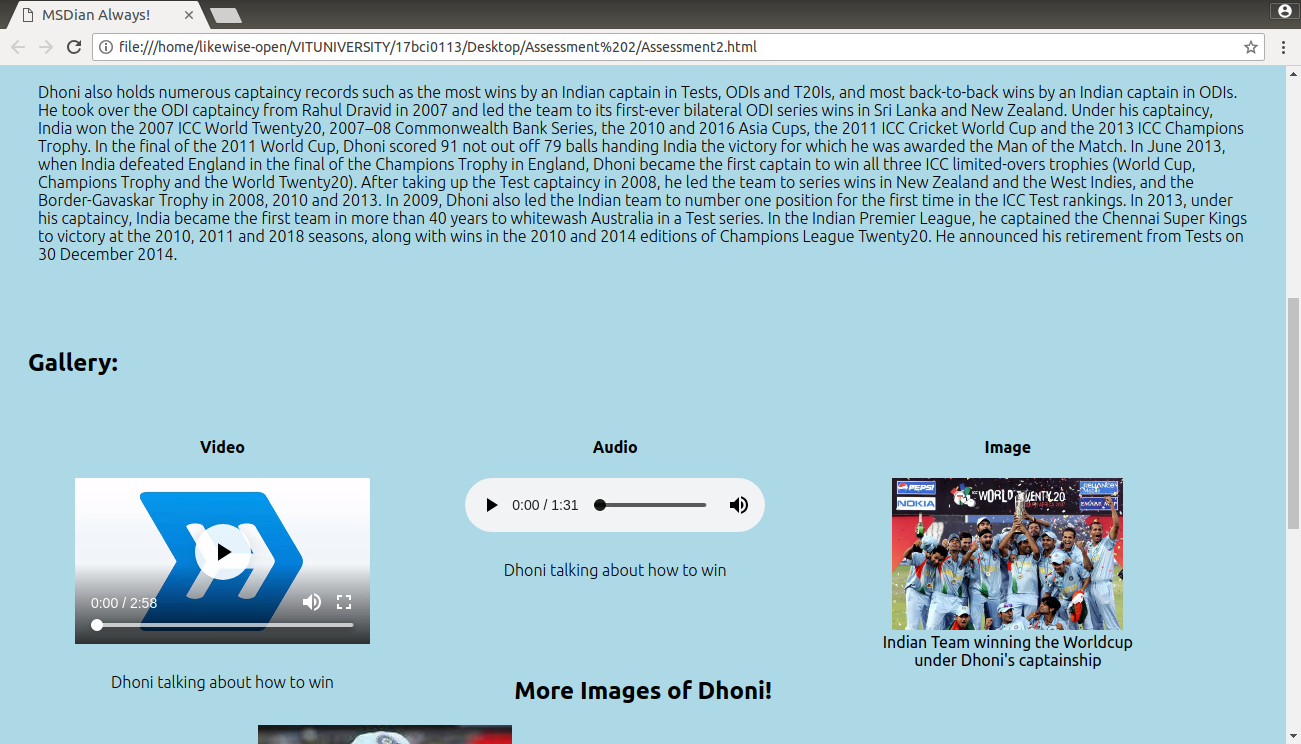 MSDian Always!
file:///home/likewise-open/VITUNIVERSITY/17bci0113/Desktop/Assessment%202/Assessment2.html
Dhoni also holds numerous captaincy records such as the most wins by an Indian captain in Tests, ODIs and T20Is, and most back-to-back wins by an Indian captain in ODIs.
He took over the ODI captaincy from Rahul Dravid in 2007 and led the team to its first-ever bilateral ODI series wins in Sri Lanka and New Zealand. Under his captaincy,
India won the 2007 ICC World Twenty20, 2007–08 Commonwealth Bank Series, the 2010 and 2016 Asia Cups, the 2011 ICC Cricket World Cup and the 2013 ICC Champions
Trophy. In the final of the 2011 World Cup, Dhoni scored 91 not out off 79 balls handing India the victory for which he was awarded the Man of the Match. In June 2013,
when India defeated England in the final of the Champions Trophy in England, Dhoni became the first captain to win all three ICC limited-overs trophies (World Cup,
Champions Trophy and the World Twenty20). After taking up the Test captaincy in 2008, he led the team to series wins in New Zealand and the West Indies, and the
Border-Gavaskar Trophy in 2008, 2010 and 2013. In 2009, Dhoni also led the Indian team to number one position for the first time in the ICC Test rankings. In 2013, under
his captaincy, India became the first team in more than 40 years to whitewash Australia in a Test series. In the Indian Premier League, he captained the Chennai Super Kings
to victory at the 2010, 2011 and 2018 seasons, along with wins in the 2010 and 2014 editions of Champions League Twenty20. He announced his retirement from Tests on
30 December 2014.
Gallery:
Video
Audio
Image
0:00 / 2:58
Dhoni talking about how to win
0:00 / 1:31
Dhoni talking about how to win
PEPSI
NOKIA
ICC WORLD TWENTY20
Indian Team winning the Worldcup
under Dhoni's captainship
More Images of Dhoni!